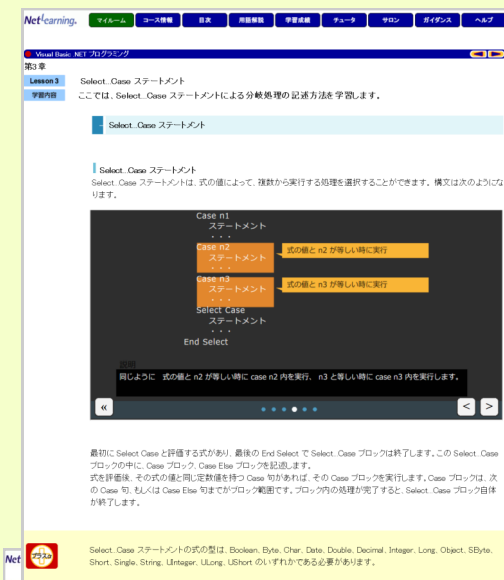 Net Learning.
マイルーム
コース情報
目次
用語解説
学習成績
チュータ
サロン
ガイダンス
ヘルプ
Visual Basic .NET プログラミング
第3 章
Lesson 3
Select...Case ステートメント
学習内容
ここでは、Select...Case ステートメントによる分岐処理の記述方法を学習します。
Select...Case ステートメント
Select...Case ステートメント
Select...Case ステートメントは、式の値によって、複数から実行する処理を選択することができます。構文は次のようにな
ります。
Case n1
ステートメント
・・・
Case n2
ステートメント
・・・
式の値と n2 が等しい時に実行
Case n3
ステートメント
・・・
式の値と n3 が等しい時に実行
Select Case
ステートメント
・・・
End Select
説明
同じように 式の値と n2 が等しい時に case n2 内を実行、 n3 と等しい時に case n3 内を実行します。
«
<
>
最初に Select Case と評価する式があり、最後の End Select で Select...Case ブロックは終了します。この Select...Case
ブロックの中に、Case ブロック、Case Else ブロックを記述します。
式を評価後、その式の値と同じ定数値を持つ Case 句があれば、その Case ブロックを実行します。Case ブロックは、次
の Case 句、もしくは Case Else 句までがブロック範囲です。ブロック内の処理が完了すると、Select...Case ブロック自体
が終了します。
Net
プラスα
Select...Case ステートメントの式の型は、Boolean, Byte, Char, Date, Double, Decimal, Integer, Long, Object, SByte,
Short, Single, String, UInteger, ULong, UShort のいずれかである必要があります。